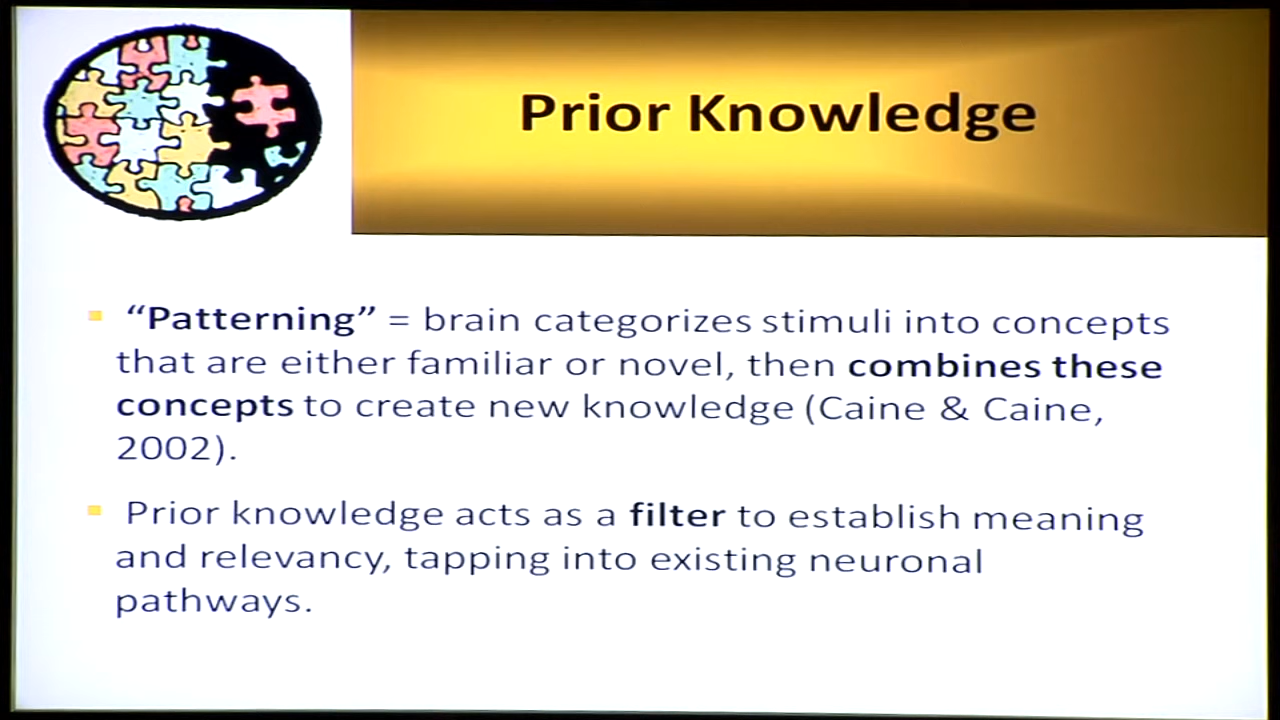 Prior Knowledge
“Patterning” = brain categorizes stimuli into concepts
that are either familiar or novel, then combines these
concepts to create new knowledge (Caine & Caine,
2002).
Prior knowledge acts as a filter to establish meaning
and relevancy, tapping into existing neuronal
pathways.